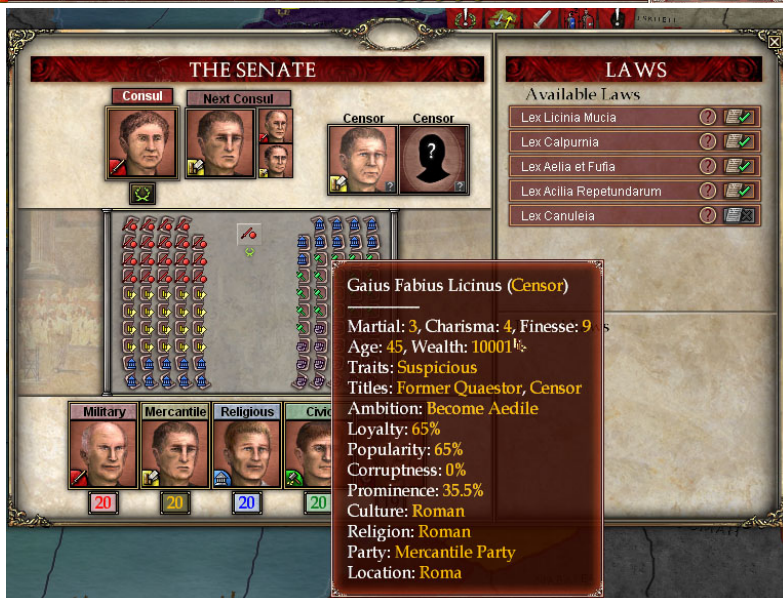 THE SENATE
Consul
Next Consul
Censor
Censor
?
?
?
Military
Mercantile
Religious
20
20
20
20
LAWS
Available Laws
Lex Licinia Mucia
?
Lex Calpurnia
?
Lex Aelia et Fufia
?
Lex Acilia Repetundarum
?
Lex Canuleia
?
Gaius Fabius Licinus (Censor)
Martial: 3, Charisma: 4, Finesse: 9
Age: 45, Wealth: 10001
Traits: Suspicious
Titles: Former Quaestor, Censor
Ambition: Become Aedile
Loyalty: 65%
Popularity: 65%
Corruptness: 0%
Prominence: 35.5%
Culture: Roman
Religion: Roman
Party: Mercantile Party
Location: Roma